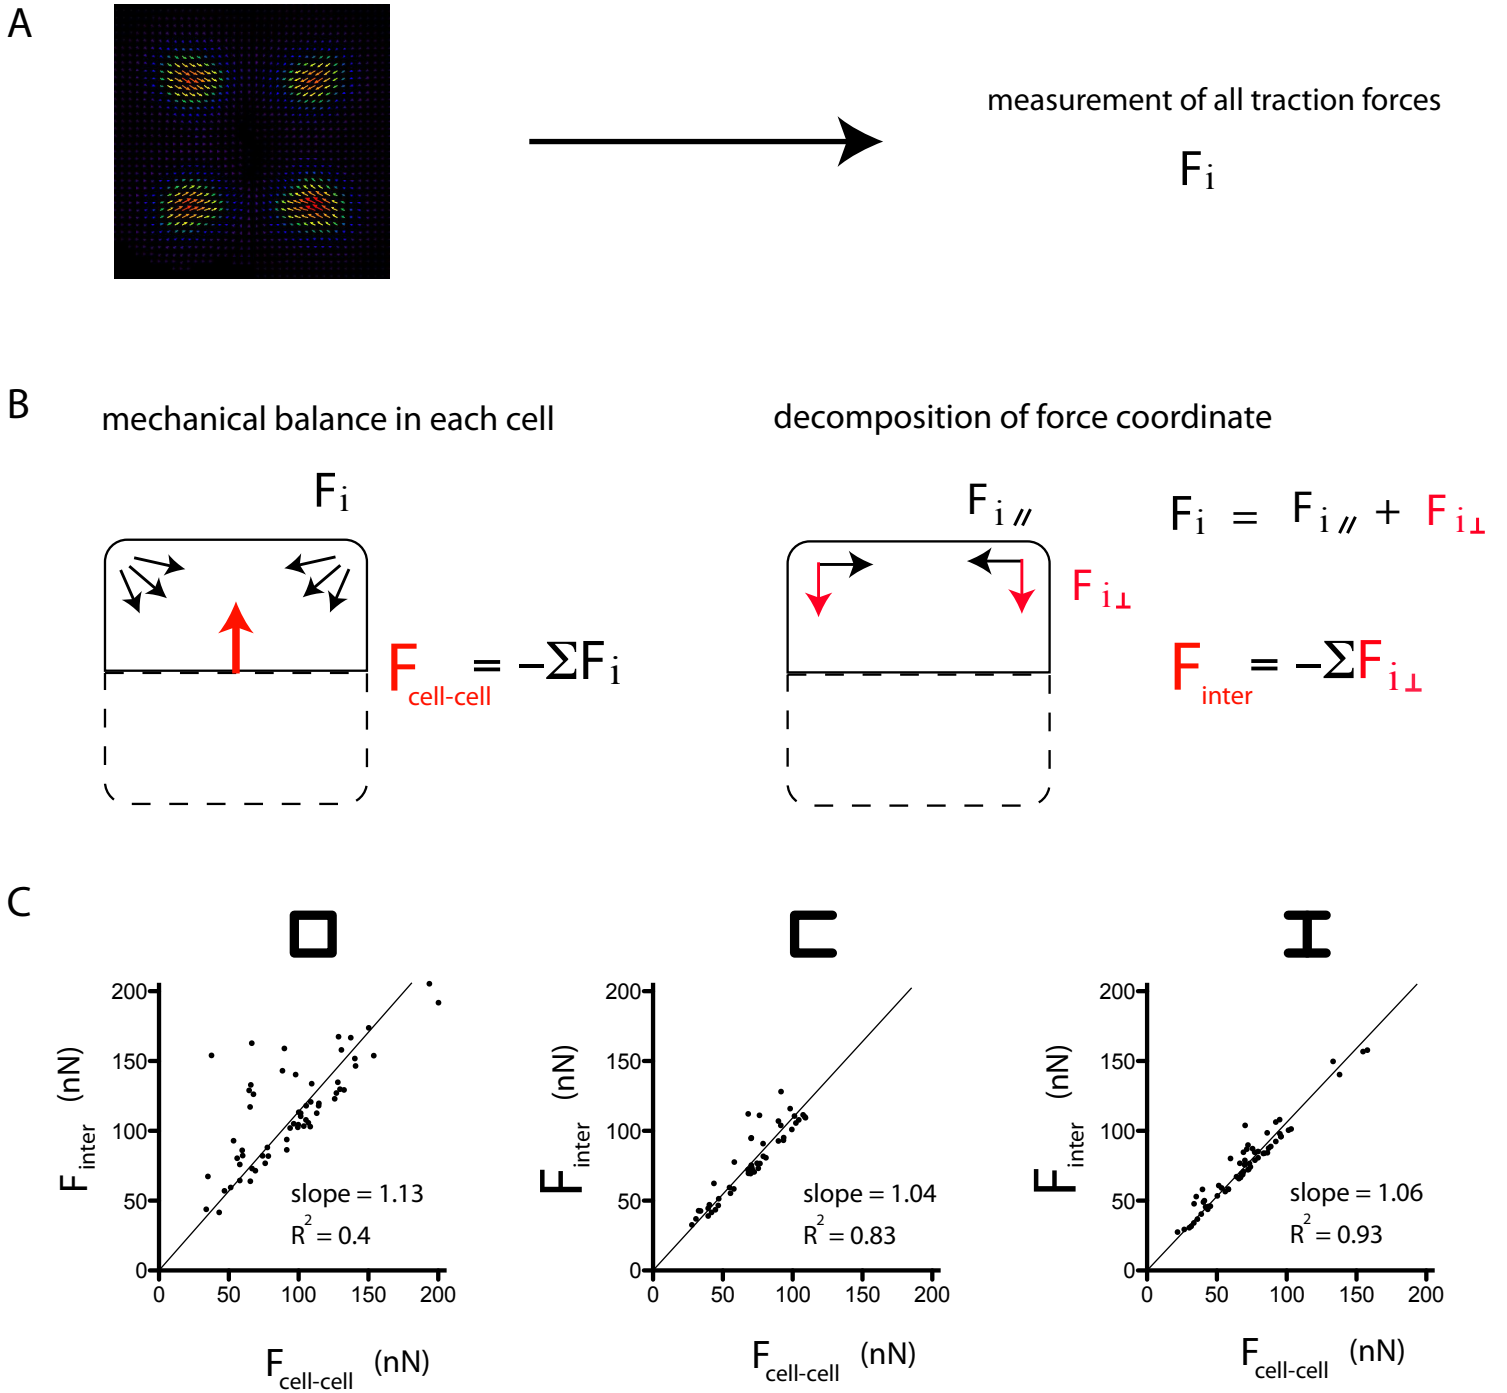 A
measurement of all traction forces
Fi
B
mechanical balance in each cell
decomposition of force coordinate
Fi
Fcell-cell = −ΣFi
Fi//
Fi⊥
Fi = Fi// + Fi⊥
Finter = −ΣFi⊥
C
Finter (nN)
200
150
100
50
0
0 50 100 150 200
slope = 1.13
R² = 0.4
Fcell-cell (nN)
Finter (nN)
200
150
100
50
0
0 50 100 150 200
slope = 1.04
R² = 0.83
Fcell-cell (nN)
Finter (nN)
200
150
100
50
0
0 50 100 150 200
slope = 1.06
R² = 0.93
Fcell-cell (nN)